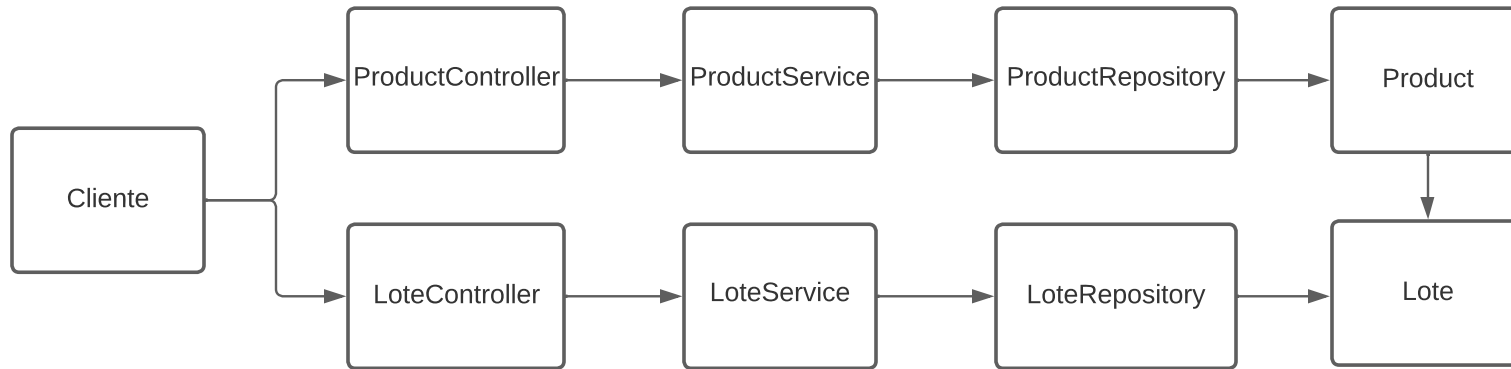 ProductController
ProductService
ProductRepository
Product
Cliente
LoteController
LoteService
LoteRepository
Lote